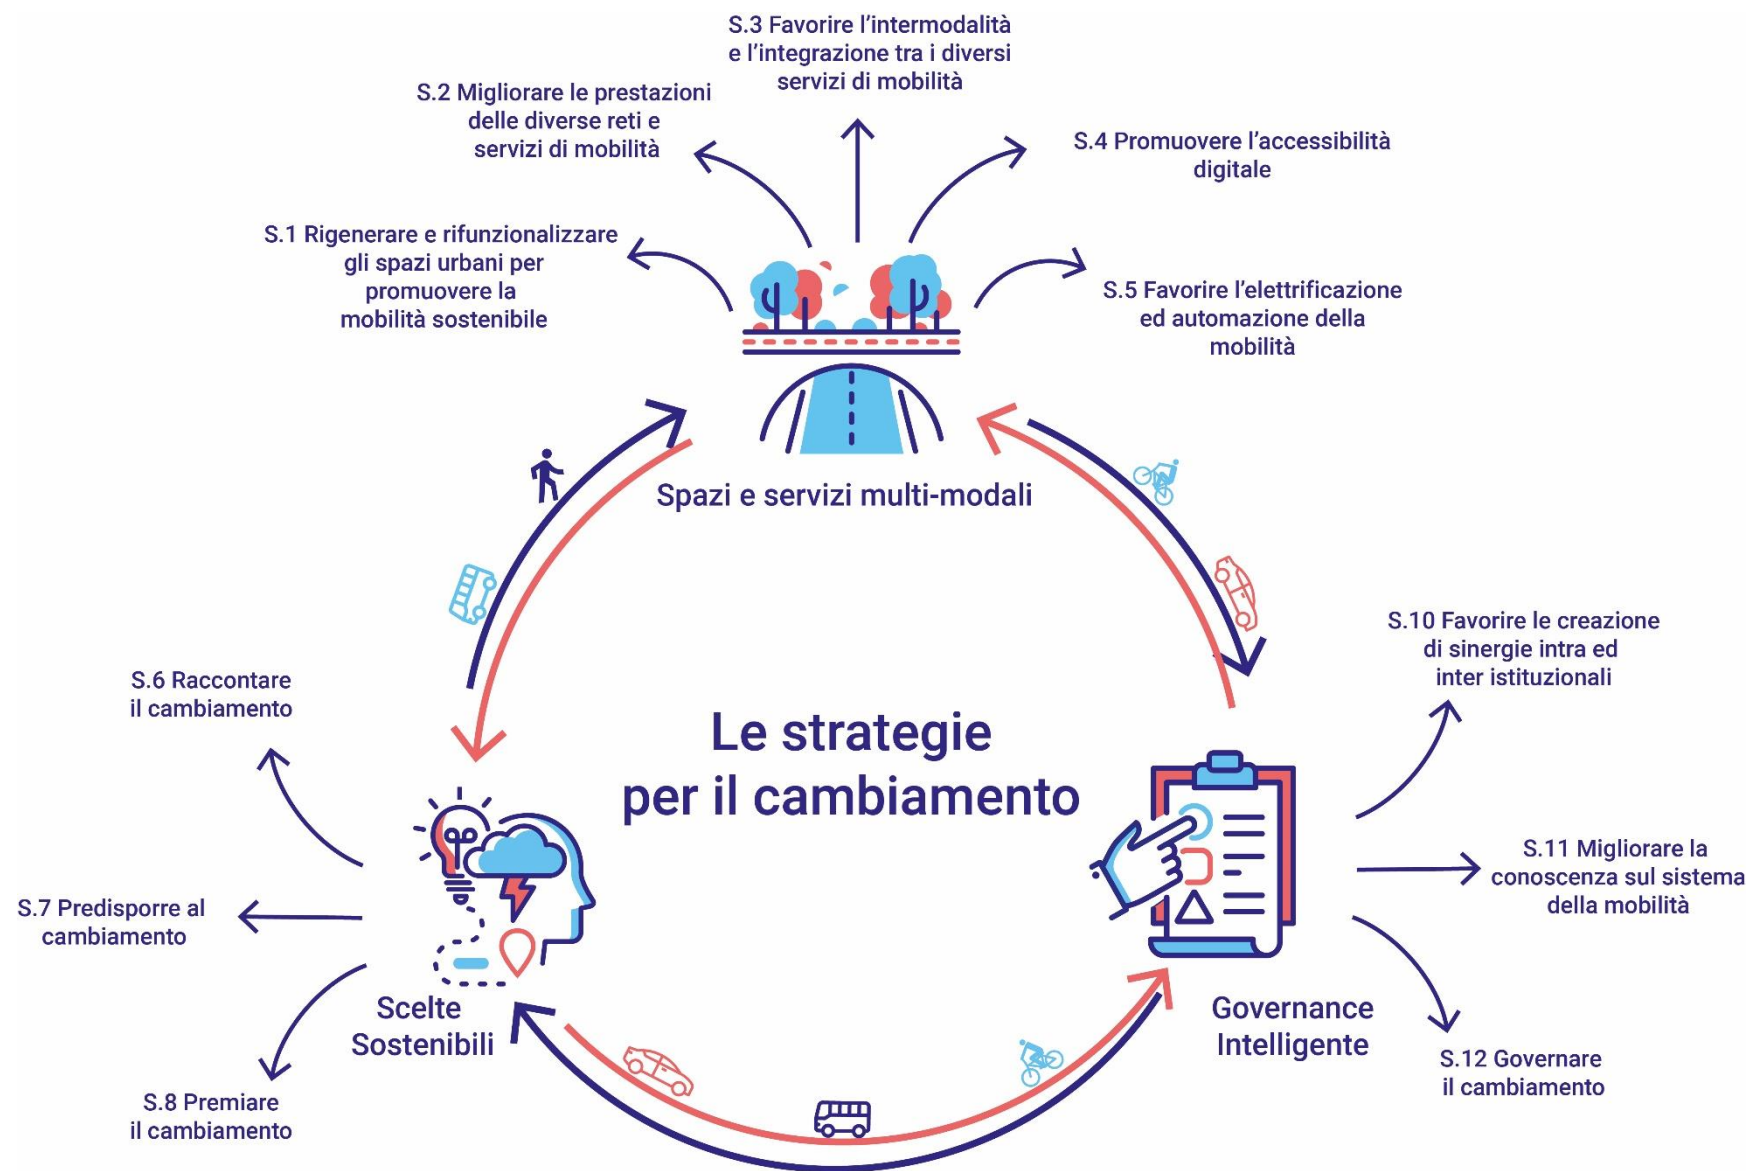 S.3 Favorire l'intermodalità
e l'integrazione tra i diversi
servizi di mobilità
S.2 Migliorare le prestazioni
delle diverse reti e
servizi di mobilità
S.4 Promuovere l'accessibilità
digitale
S.1 Rigenerare e rifunzionalizzare
gli spazi urbani per
promuovere la
mobilità sostenibile
S.5 Favorire l'elettrificazione
ed automazione della
mobilità
Spazi e servizi multi-modali
S.10 Favorire le creazione
di sinergie intra ed
inter istituzionali
S.6 Raccontare
il cambiamento
Le strategie
per il cambiamento
S.11 Migliorare la
conoscenza sul sistema
della mobilità
S.7 Predisporre al
cambiamento
Scelte
Sostenibili
Governance
Intelligente
S.12 Governare
il cambiamento
S.8 Premiare
il cambiamento